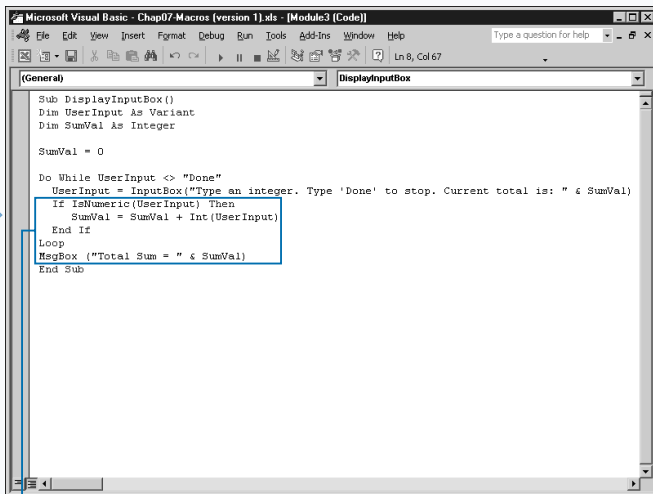 Microsoft Visual Basic - Chap07-Macros (version 1).xls - [Module3 (Code)]
File Edit View Insert Format Debug Run Tools Add-Ins Window Help Type a question for help
Ln 8, Col 67
(General) DisplayInputBox
Sub DisplayInputBox()
Dim UserInput As Variant
Dim SumVal As Integer
SumVal = 0
Do While UserInput <> "Done"
UserInput = InputBox("Type an integer. Type 'Done' to stop. Current total is: " & SumVal)
If IsNumeric(UserInput) Then
SumVal = SumVal + Int(UserInput)
End If
Loop
MsgBox ("Total Sum = " & SumVal)
End Sub